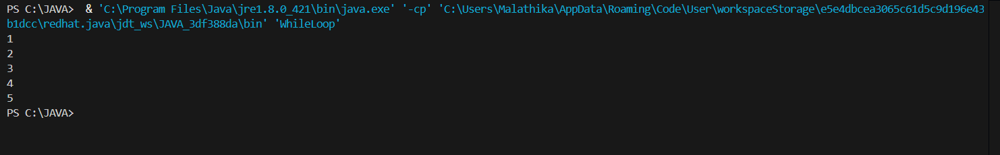 PS C:\JAVA>  & 'C:\Program Files\Java\jre1.8.0_421\bin\java.exe' '-cp' 'C:\Users\Malathika\AppData\Roaming\Code\User\workspaceStorage\e5e4dbcea3065c61d5c9d196e43
b1dcc\redhat.java\jdt_ws\JAVA_3df388da\bin' 'WhileLoop'
1
2
3
4
5
PS C:\JAVA>